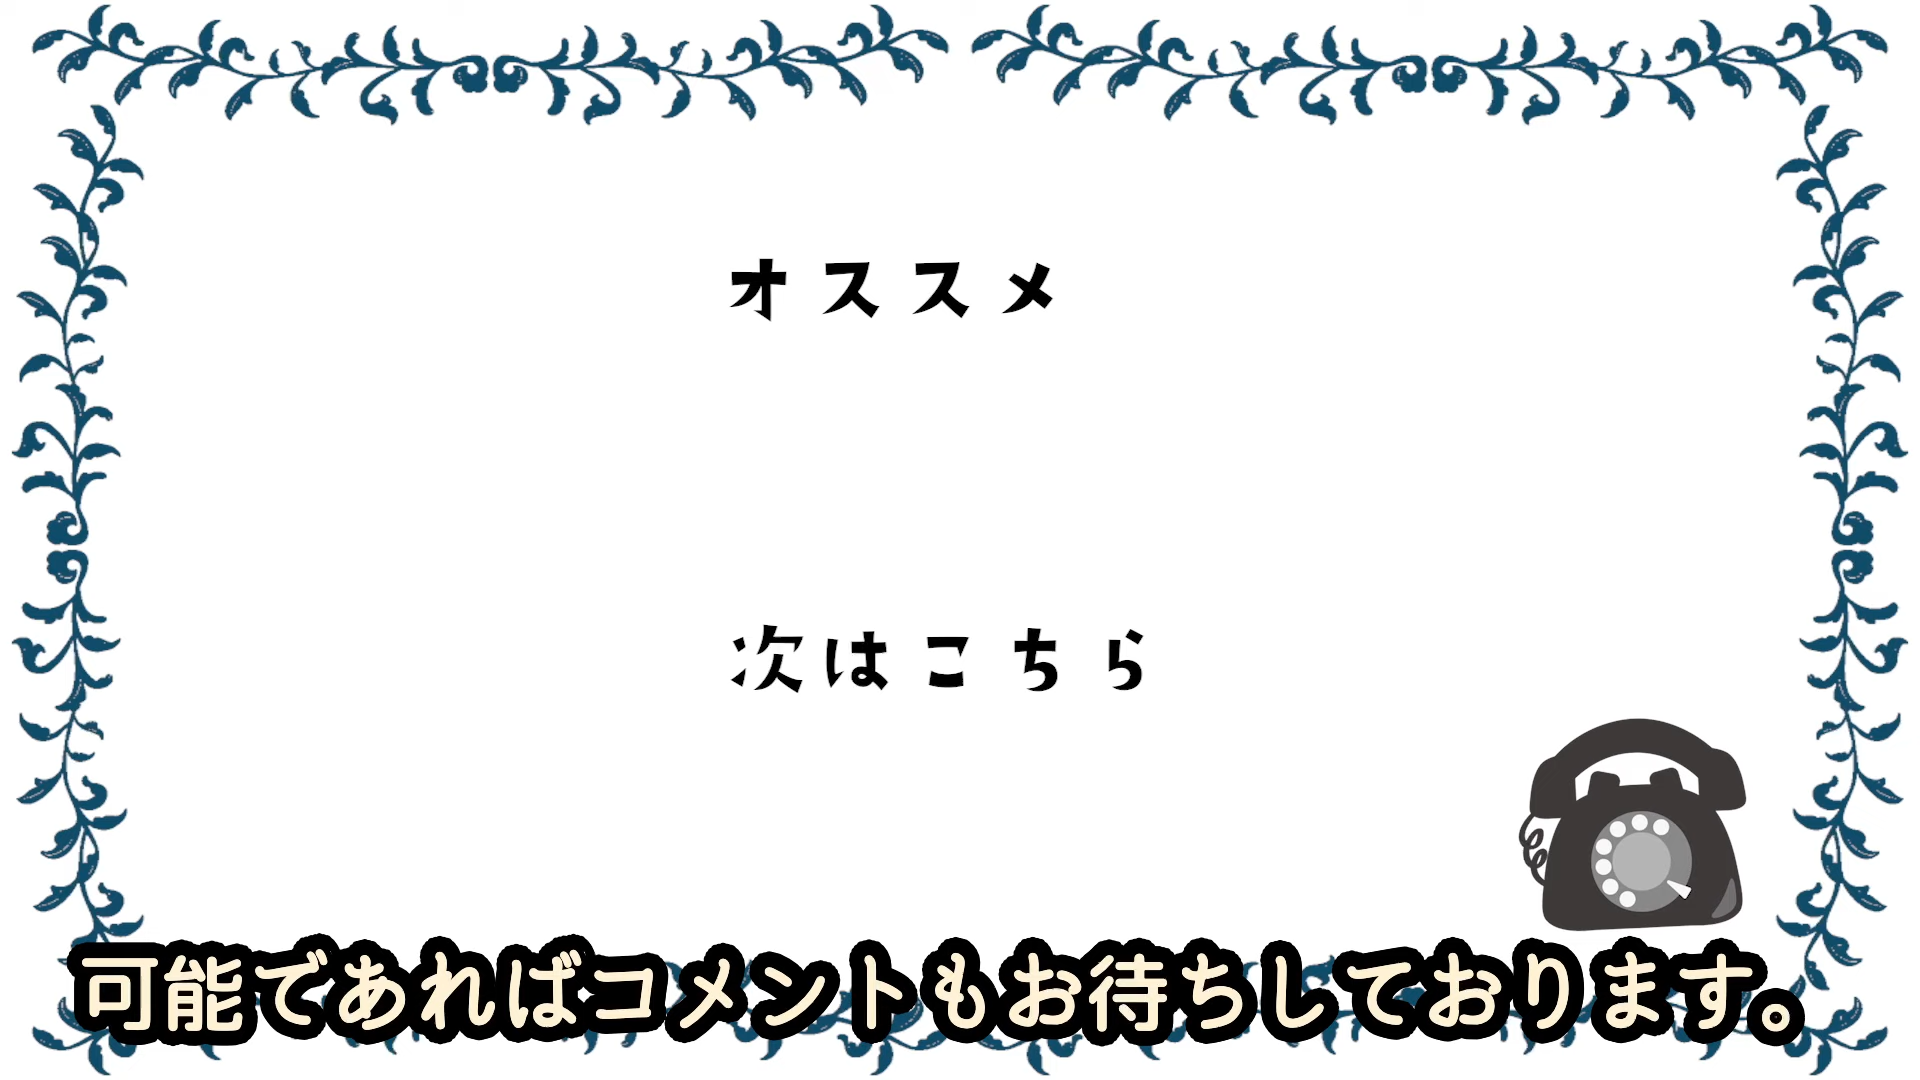 オススメ
次はこちら
可能であればコメントもお待ちしております。